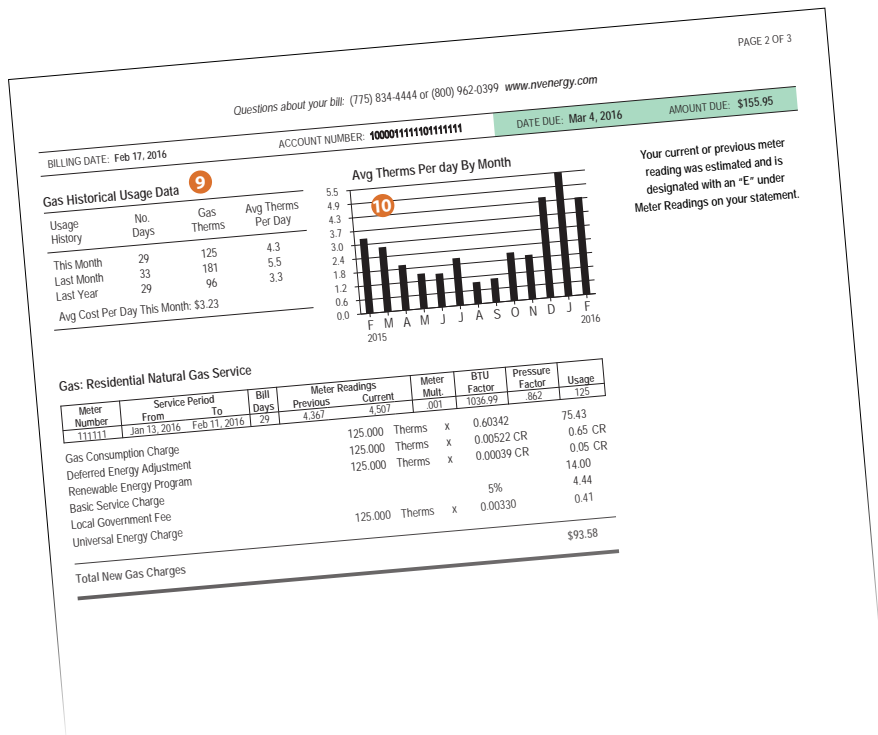 PAGE 2 OF 3
Questions about your bill: (775) 834-4444 or (800) 962-0399 www.nvenergy.com
BILLING DATE: Feb 17, 2016 ACCOUNT NUMBER: DATE DUE: Mar 4, 2016 AMOUNT DUE: $155.95
Your current or previous meter
reading was estimated and is
designated with an "E" under
Meter Readings on your statement.
Gas Historical Usage Data 9
Usage History No. Days Gas Therms Avg Therms Per Day
This Month 29 125 4.3
Last Month 33 181 5.5
Last Year 29 96 3.3
Avg Cost Per Day This Month: $3.23
Avg Therms Per day By Month
10
5.5
4.9
4.3
3.7
3.0
2.4
1.8
1.2
0.6
0.0
F M A M J J A S O N D J F
2015 2016
Gas: Residential Natural Gas Service
Meter Number Service Period From To Bill Days Meter Readings Previous Current Meter Mult. BTU Factor Pressure Factor Usage
111111 Jan 13, 2016 Feb 11, 2016 29 4,367 4,507 .001 1036.99 .862 125
Gas Consumption Charge 125.000 Therms x 0.60342 75.43
Deferred Energy Adjustment 125.000 Therms x 0.00522 CR 0.65 CR
Renewable Energy Program 125.000 Therms x 0.00039 CR 0.05 CR
Basic Service Charge 14.00
Local Government Fee 5% 4.44
Universal Energy Charge 125.000 Therms x 0.00330 0.41
Total New Gas Charges $93.58